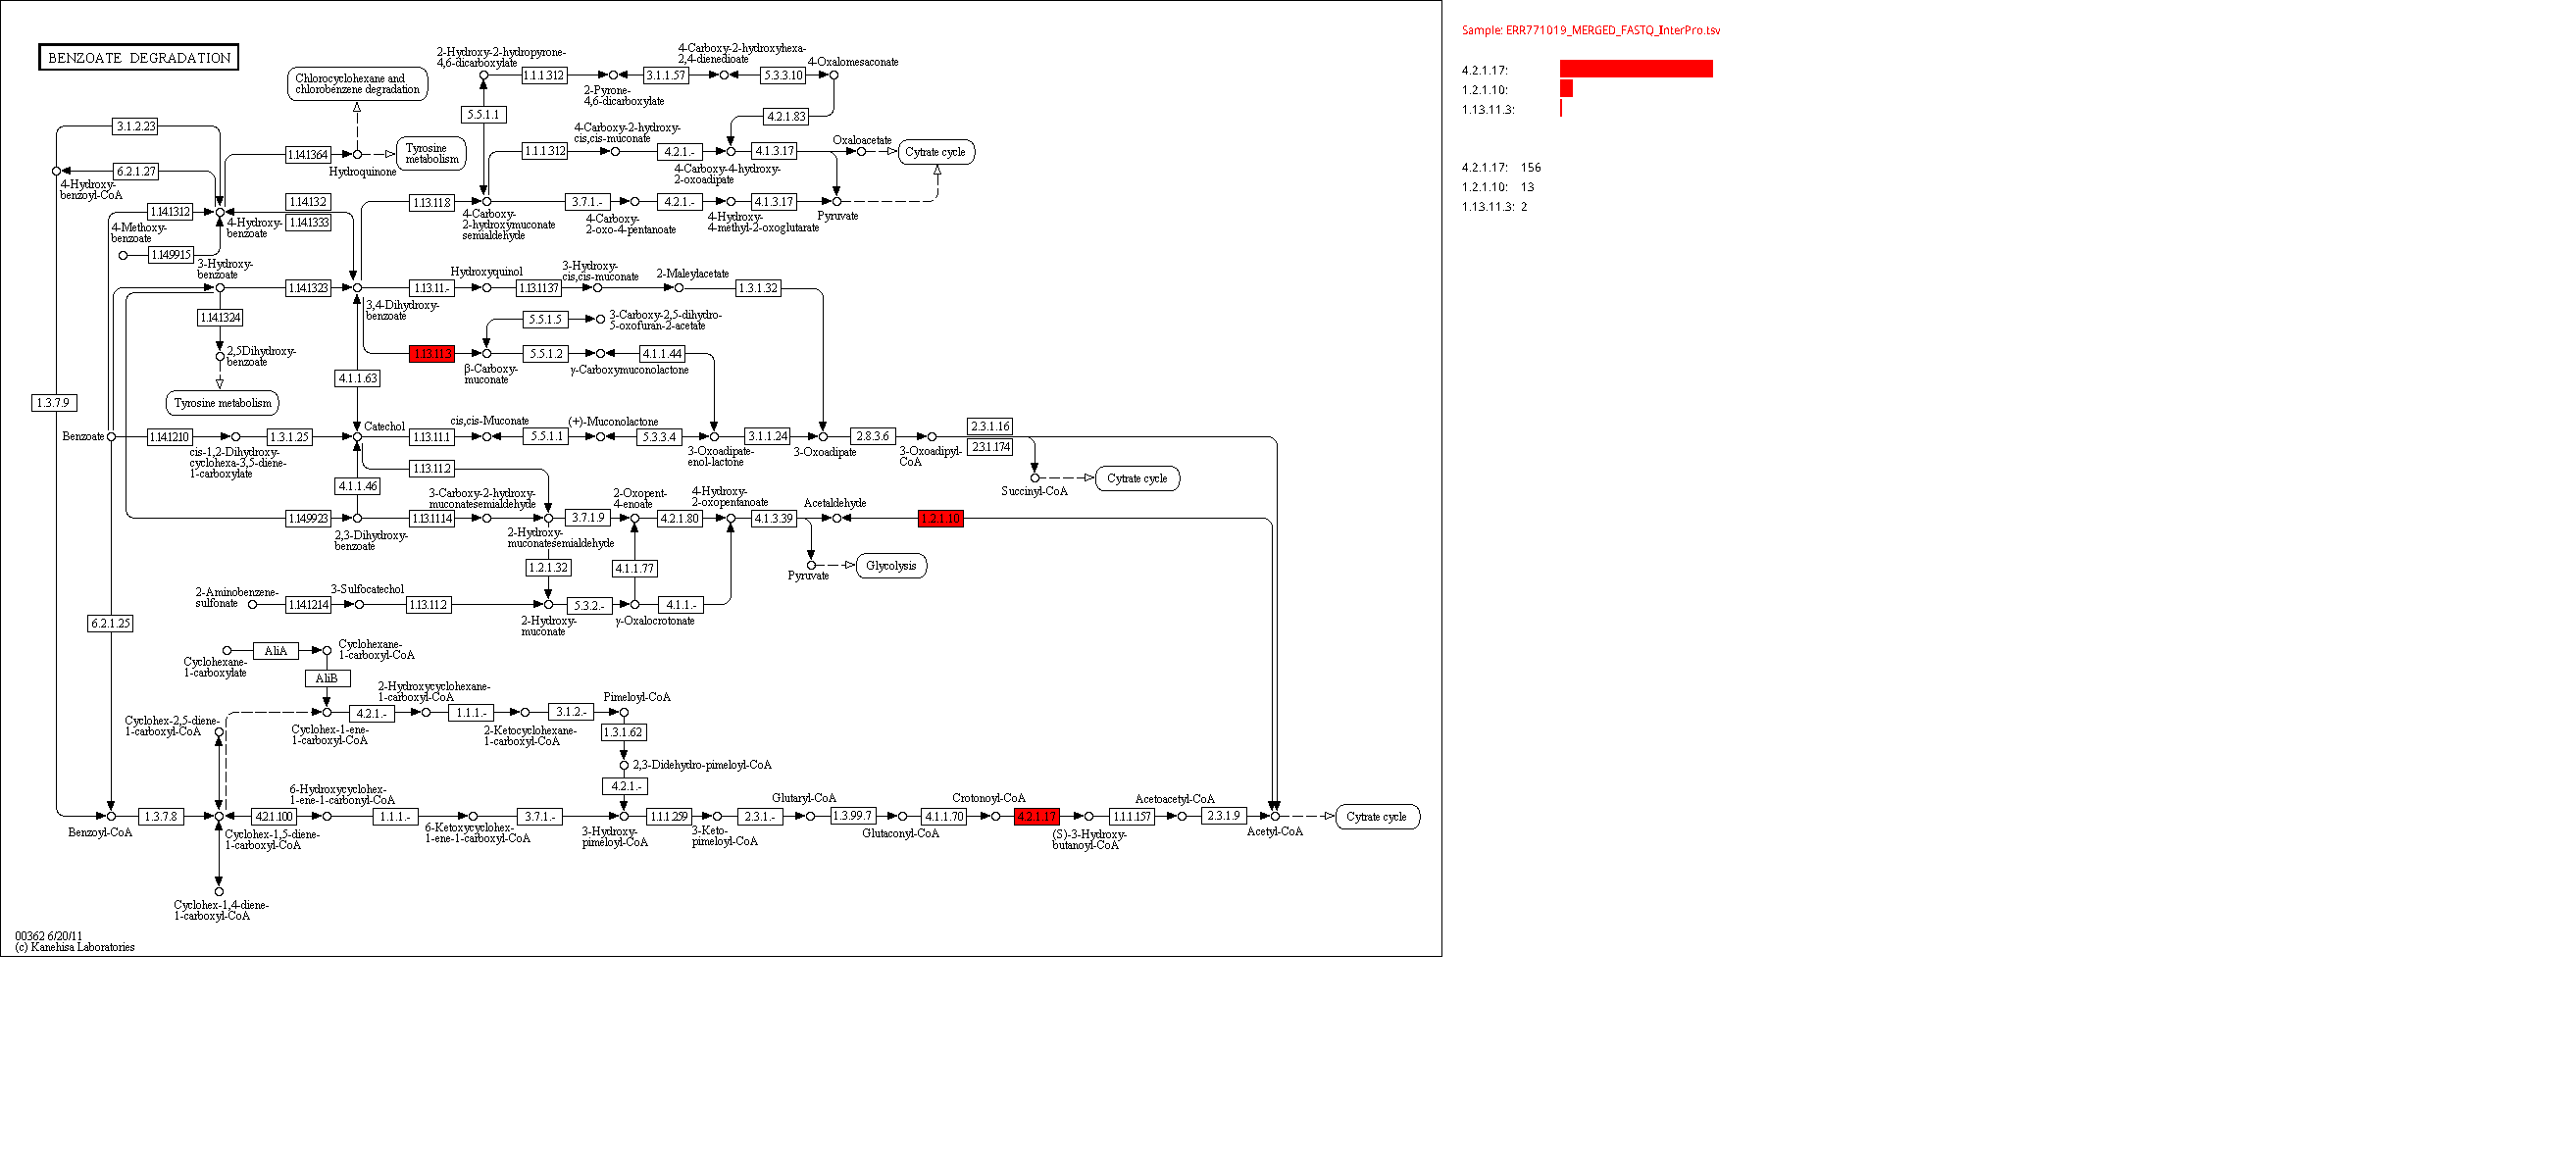 BENZOATE DEGRADATION
Chlorocyclohexane and
chlorobenzene degradation
2-Hydroxy-2-hydropyrone-
4,6-dicarboxylate
1.1.1.312
2-Pyrone-
4,6-dicarboxylate
3.1.1.57
4-Carboxy-2-hydroxyhexa-
2,4-dienedioate
5.3.3.10
4-Oxalomesaconate
5.5.1.1
4.2.1.83
3.1.2.23
1.14.1364
Hydroquinone
Tyrosine
metabolism
4-Carboxy-2-hydroxy-
cis,cis-muconate
1.1.1.312
4.2.1.-
4-Carboxy-4-hydroxy-
2-oxoadipate
4.1.3.17
Oxaloacetate
Cytrate cycle
6.2.1.27
4-Hydroxy-
benzoyl-CoA
1.14.1312
4-Hydroxy-
benzoate
1.14.132
1.14.1333
1.13.11.8
4-Carboxy-
2-hydroxymuconate
semialdehyde
3.7.1.-
4-Carboxy-
2-oxo-4-pentanoate
4.2.1.-
4-Hydroxy-
4-methyl-2-oxoglutarate
4.1.3.17
Pyruvate
4-Methoxy-
benzoate
1.14.9915
3-Hydroxy-
benzoate
1.14.1323
3,4-Dihydroxy-
benzoate
1.13.11.-
Hydroxyquinol
1.13.1137
3-Hydroxy-
cis,cis-muconate
2-Maleylacetate
1.3.1.32
1.14.1324
5.5.1.5
3-Carboxy-2,5-dihydro-
5-oxofuran-2-acetate
2,5Dihydroxy-
benzoate
1.13.11.3
β-Carboxy-
muconate
5.5.1.2
γ-Carboxymuconolactone
4.1.1.44
4.1.1.63
1.3.7.9
Tyrosine metabolism
Benzoate
1.14.1210
cis-1,2-Dihydroxy-
cyclohexa-3,5-diene-
1-carboxylate
1.3.1.25
Catechol
1.13.11.1
cis,cis-Muconate
5.5.1.1
(+)-Muconolactone
5.3.3.4
3-Oxoadipate-
enol-lactone
3.1.1.24
3-Oxoadipate
2.8.3.6
3-Oxoadipyl-
CoA
2.3.1.16
2.3.1.174
Succinyl-CoA
Cytrate cycle
1.13.11.2
4.1.1.46
1.14.9923
2,3-Dihydroxy-
benzoate
1.13.11.14
3-Carboxy-2-hydroxy-
muconatesemialdehyde
2-Hydroxy-
muconatesemialdehyde
3.7.1.9
2-Oxopent-
4-enoate
4.2.1.80
4-Hydroxy-
2-oxopentanoate
4.1.3.39
Acetaldehyde
1.2.1.10
Pyruvate
Glycolysis
1.2.1.32
4.1.1.77
2-Aminobenzene-
sulfonate
1.14.1214
3-Sulfocatechol
1.13.11.2
2-Hydroxy-
muconate
5.3.2.-
γ-Oxalocrotonate
4.1.1.-
6.2.1.25
Cyclohexane-
1-carboxylate
AliA
Cyclohexane-
1-carboxyl-CoA
AliB
Cyclohex-2,5-diene-
1-carboxyl-CoA
Cyclohex-1-ene-
1-carboxyl-CoA
4.2.1.-
2-Hydroxycyclohexane-
1-carboxyl-CoA
1.1.1.-
2-Ketocyclohexane-
1-carboxyl-CoA
3.1.2.-
Pimeloyl-CoA
1.3.1.62
2,3-Didehydro-pimeloyl-CoA
4.2.1.-
Benzoyl-CoA
1.3.7.8
Cyclohex-1,5-diene-
1-carboxyl-CoA
4.2.1.100
6-Hydroxycyclohex-
1-ene-1-carbonyl-CoA
1.1.1.-
6-Ketoxycyclohex-
1-ene-1-carboxyl-CoA
3.7.1.-
3-Hydroxy-
pimeloyl-CoA
1.1.1.259
3-Keto-
pimeloyl-CoA
2.3.1.-
Glutaryl-CoA
1.3.99.7
Glutaconyl-CoA
4.1.1.70
Crotonoyl-CoA
4.2.1.17
(S)-3-Hydroxy-
butanoyl-CoA
1.1.1.157
Acetoacetyl-CoA
2.3.1.9
Acetyl-CoA
Cytrate cycle
Cyclohex-1,4-diene-
1-carboxyl-CoA
00362 6/20/11
(c) Kanehisa Laboratories
Sample: ERR771019_MERGED_FASTQ_InterPro.tsv
4.2.1.17:
1.2.1.10:
1.13.11.3:
4.2.1.17: 156
1.2.1.10: 13
1.13.11.3: 2